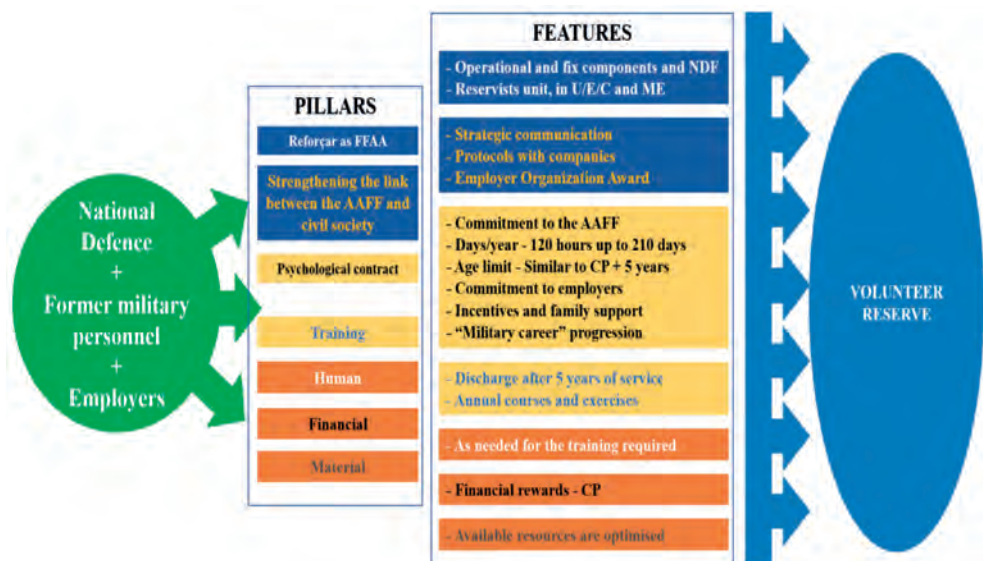 National
Defence
+
Former military
personnel
+
Employers
PILLARS
Reforçar as FFAA
Strengthening the link
between the AAFF and
civil society
Psychological contract
Training
Human
Financial
Material
FEATURES
- Operational and fix components and NDF
- Reservists unit, in U/E/C and ME
- Strategic communication
- Protocols with companies
- Employer Organization Award
- Commitment to the AAFF
- Days/year - 120 hours up to 210 days
- Age limit - Similar to CP + 5 years
- Commitment to employers
- Incentives and family support
- “Military career” progression
- Discharge after 5 years of service
- Annual courses and exercises
- As needed for the training required
- Financial rewards - CP
- Available resources are optimised
VOLUNTEER
RESERVE